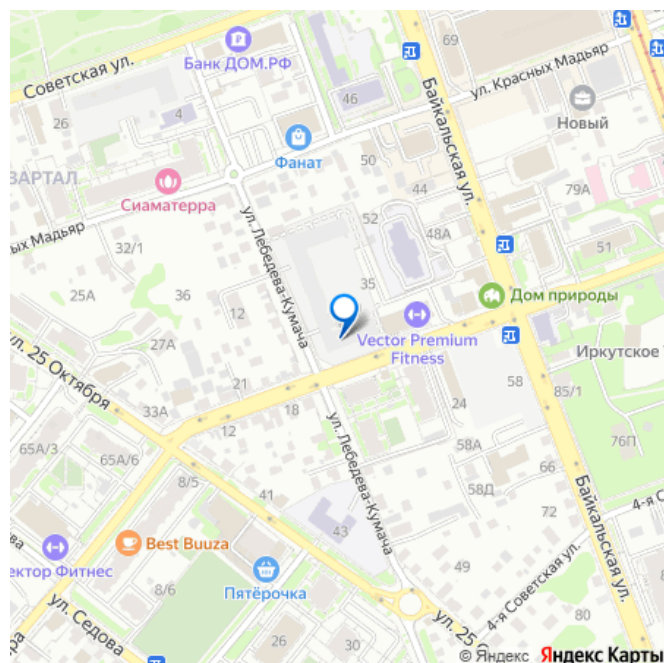 69
Банк ДОМ.РФ
Советская ул.
ул. Красных Мадьяр
46
4
26
Новый
Байкальская ул.
Фанат
50
ВАРТАЛ
Сиаматерра
44
79А
52
48А
ых Мадьяр
32/1
51
ул. Лебедева-Кумача
35
25А
36
12
Дом природы
Vector Premium
Fitness
27А
Иркутское
ул. 25 Октября
21
58
85/1
33А
18
24
12
65А/3
65А/6
58А
76П
66
8/5
41
58Д
ул. Лебедева-Кумача
4-я С
72
43
Best Buuza
Байкальская ул.
ектор Фитнес
Пятёрочка
49
8/6
4-я Советская ул.
ул. Седова
ул. 25
80
26
30
© Яндекс Яндекс Карты